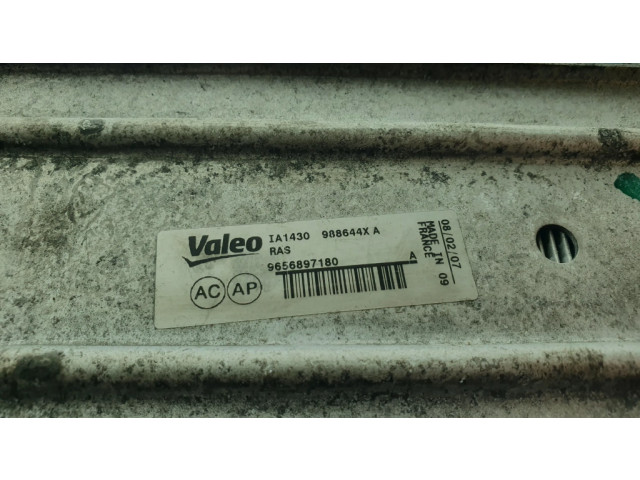 Valeo
IA1430 988644X A
RAS
9656897180 A
AC AP
08/02/07
MADE IN
FRANCE 09